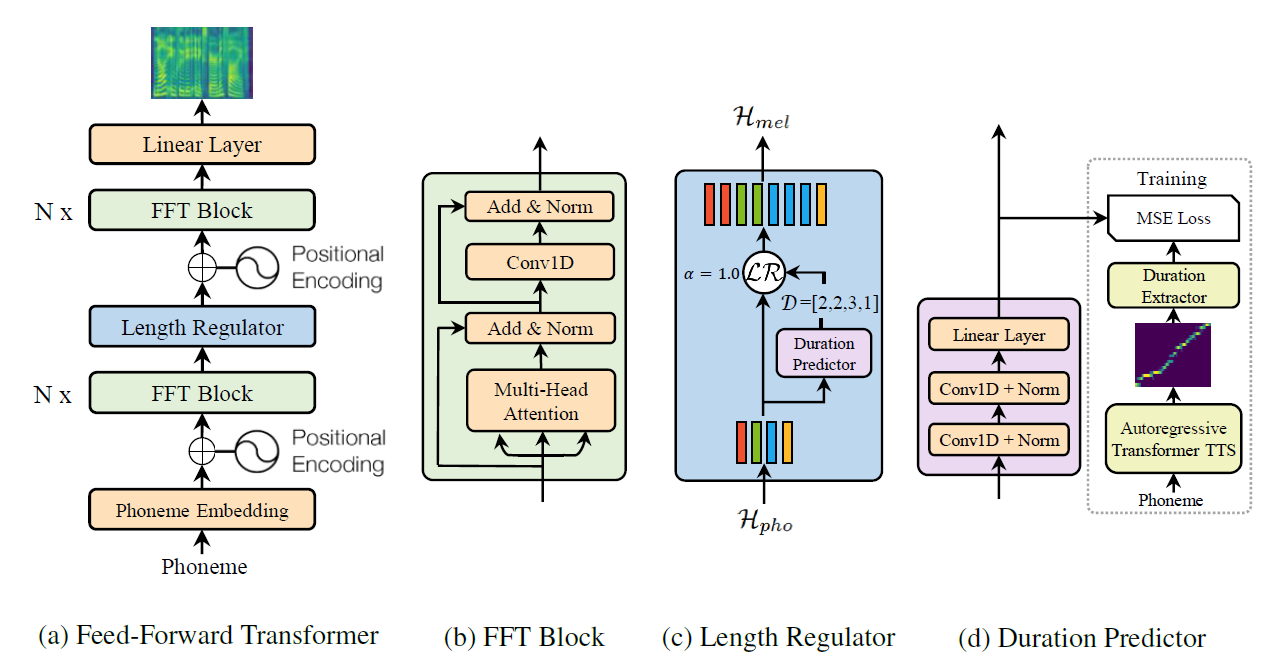 Linear Layer
N x
FFT Block
Positional
Encoding
Length Regulator
N x
FFT Block
Positional
Encoding
Phoneme Embedding
Phoneme
(a) Feed-Forward Transformer
Add & Norm
Conv1D
Add & Norm
Multi-Head
Attention
(b) FFT Block
ℋmel
α = 1.0
ℒℛ
𝒟=[2,2,3,1]
Duration
Predictor
ℋpho
(c) Length Regulator
Linear Layer
Conv1D + Norm
Conv1D + Norm
Training
MSE Loss
Duration
Extractor
Autoregressive
Transformer TTS
Phoneme
(d) Duration Predictor